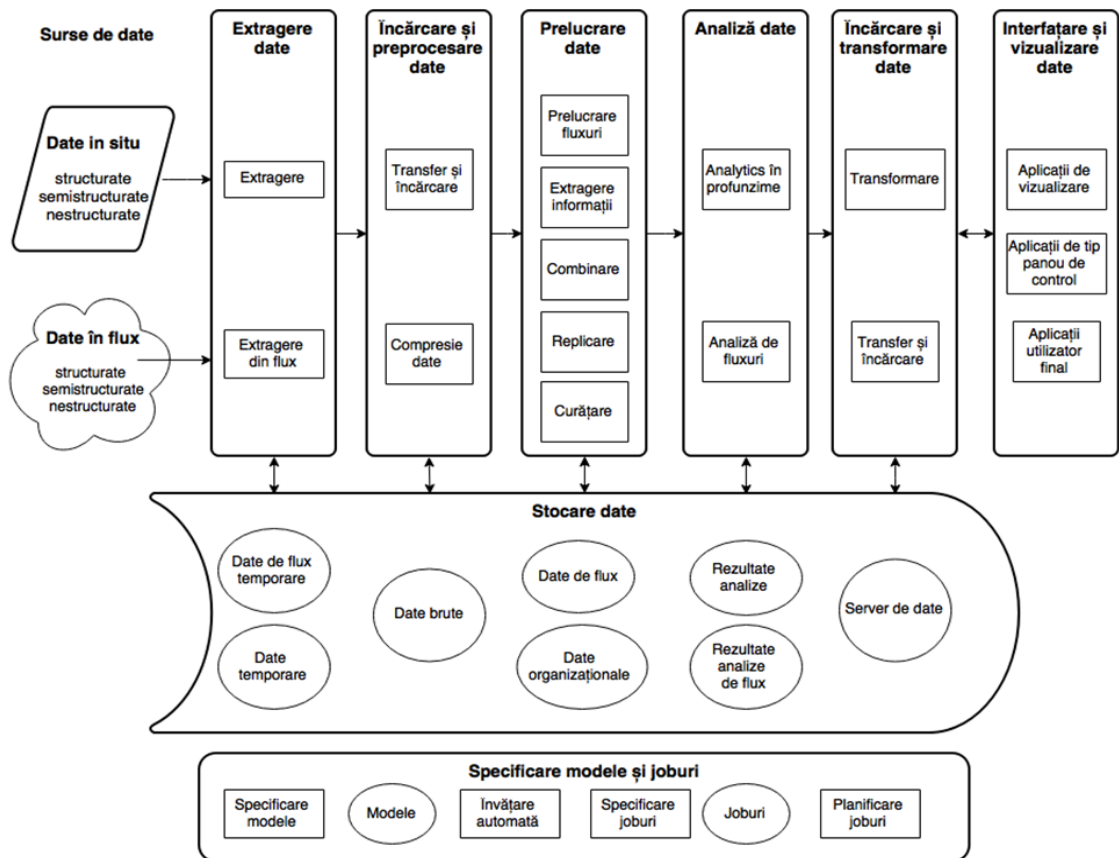 Surse de date
Extragere
date
Încărcare și
preprocesare
date
Prelucrare
date
Analiză date
Încărcare și
transformare
date
Interfațare și
vizualizare
date
Date in situ
structurate
semistructurate
nestructurate
Date în flux
structurate
semistructurate
nestructurate
Extragere
Extragere
din flux
Transfer și
încărcare
Compresie
date
Prelucrare
fluxuri
Extragere
informații
Combinare
Replicare
Curățare
Analytics în
profunzime
Analiză de
fluxuri
Transformare
Transfer și
încărcare
Aplicații de
vizualizare
Aplicații de tip
panou de
control
Aplicații
utilizator
final
Stocare date
Date de flux
temporare
Date
temporare
Date brute
Date de flux
Date
organizaționale
Rezultate
analize
Rezultate
analize
de flux
Server de date
Specificare modele și joburi
Specificare
modele
Modele
Învățare
automată
Specificare
joburi
Joburi
Planificare
joburi